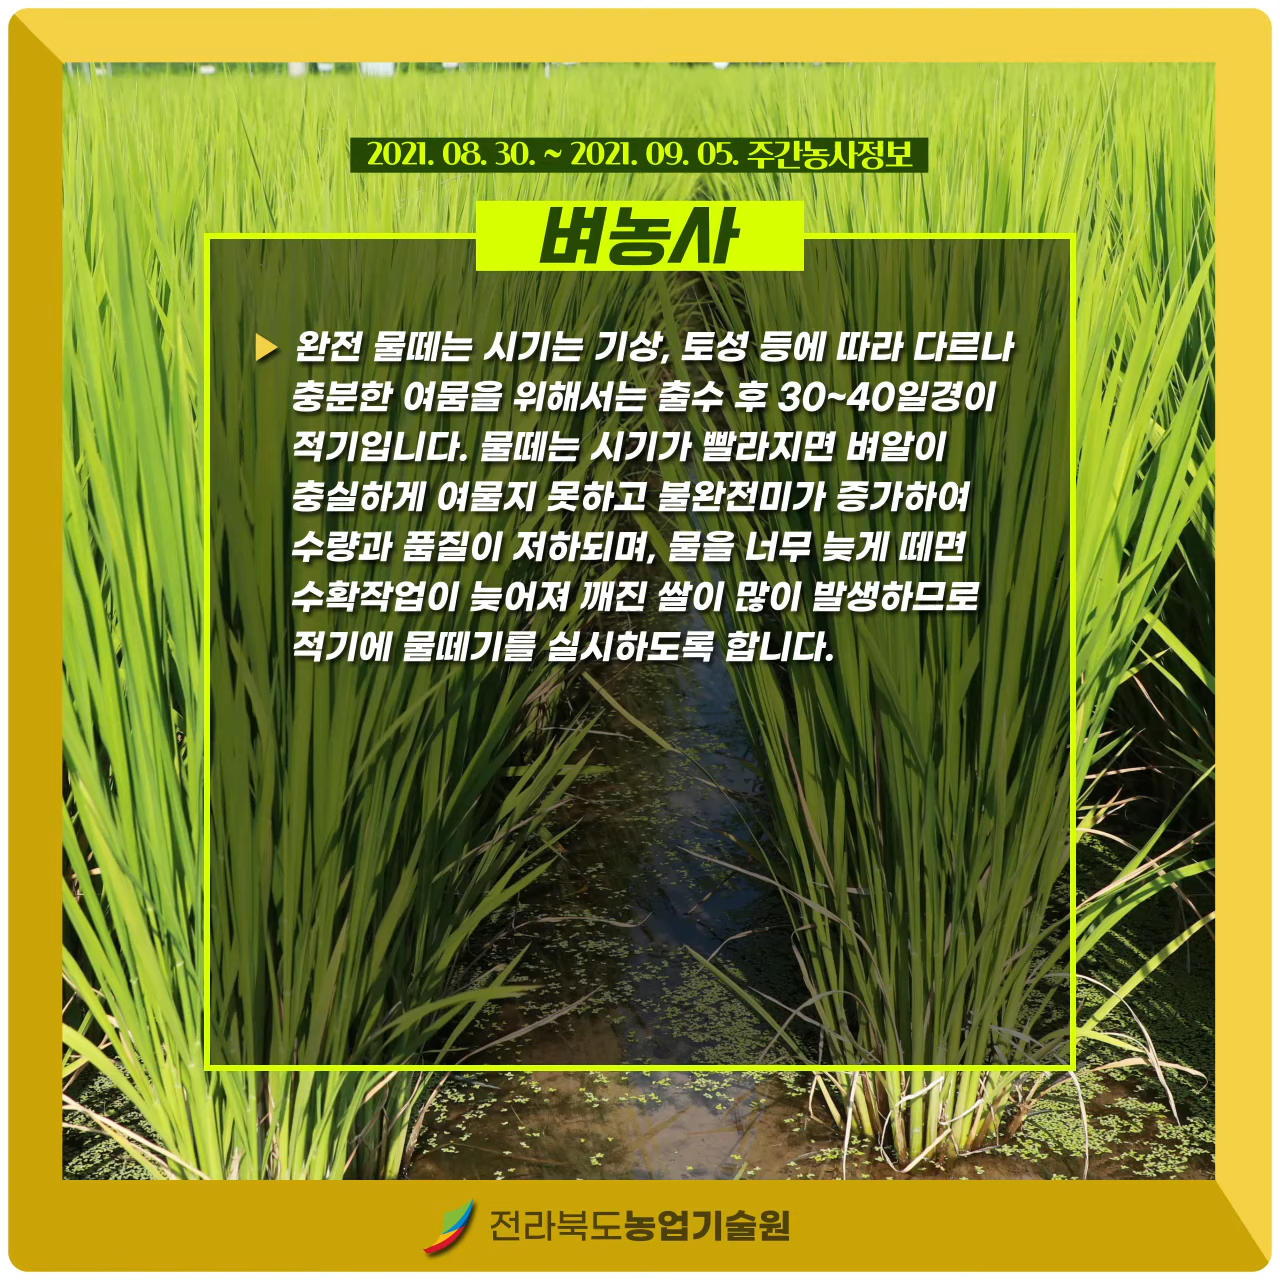 2021. 08. 30. ~ 2021. 09. 05. 주간농사정보
벼농사
▶ 완전 물떼는 시기는 기상, 토성 등에 따라 다르나
충분한 여뭄을 위해서는 출수 후 30~40일경이
적기입니다. 물떼는 시기가 빨라지면 벼알이
충실하게 여물지 못하고 불완전미가 증가하여
수량과 품질이 저하되며, 물을 너무 늦게 떼면
수확작업이 늦어져 깨진 쌀이 많이 발생하므로
적기에 물떼기를 실시하도록 합니다.
전라북도농업기술원